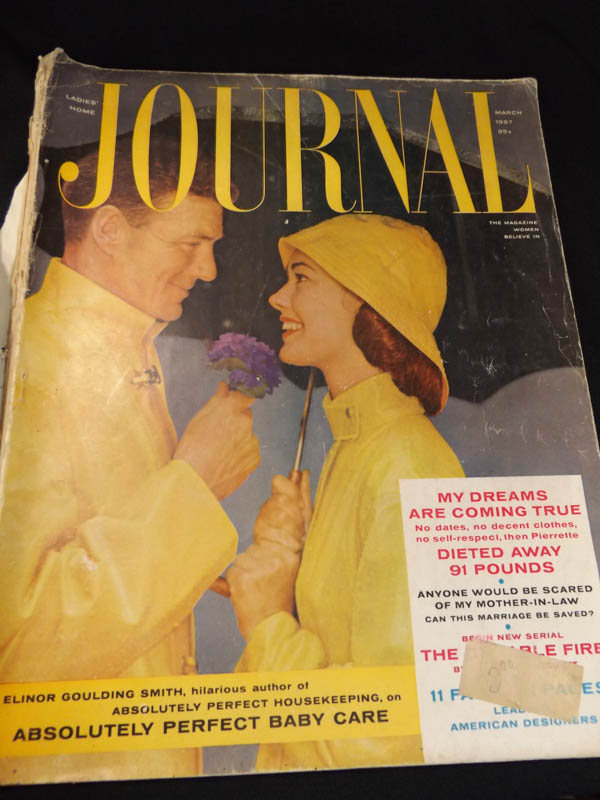 LADIES'
HOME
JOURNAL
MARCH
1957
35¢
THE MAGAZINE
WOMEN
BELIEVE IN
MY DREAMS
ARE COMING TRUE
No dates, no decent clothes,
no self-respect, then Pierrette
DIETED AWAY
91 POUNDS
ANYONE WOULD BE SCARED
OF MY MOTHER-IN-LAW
CAN THIS MARRIAGE BE SAVED?
BEGIN NEW SERIAL
THE FIRE
11 PAGES
AMERICAN DESIGNERS
ELINOR GOULDING SMITH, hilarious author of
ABSOLUTELY PERFECT HOUSEKEEPING, on
ABSOLUTELY PERFECT BABY CARE